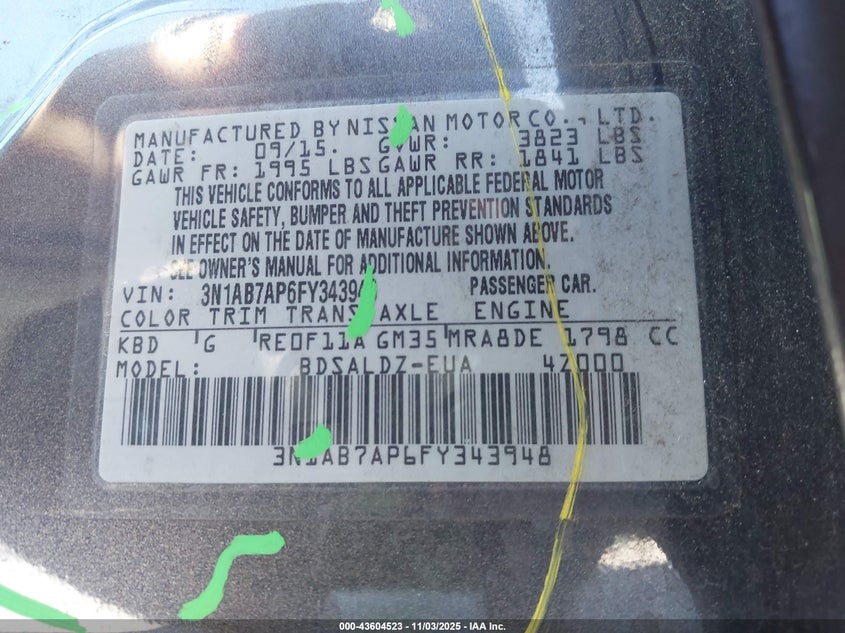 MANUFACTURED BY NISSAN MOTOR CO., LTD.
DATE: 09/15. GVWR: 3823 LBS
GAWR FR: 1995 LBS GAWR RR: 1841 LBS
THIS VEHICLE CONFORMS TO ALL APPLICABLE FEDERAL MOTOR
VEHICLE SAFETY, BUMPER AND THEFT PREVENTION STANDARDS
IN EFFECT ON THE DATE OF MANUFACTURE SHOWN ABOVE.
SEE OWNER'S MANUAL FOR ADDITIONAL INFORMATION.
VIN: 3N1AB7AP6FY343948 PASSENGER CAR.
COLOR TRIM TRANS AXLE ENGINE
KBD G RE0F11A GM35 MRA8DE 1798 CC
MODEL: BDSALDZ-EUA 42000
3N1AB7AP6FY343948
000-43604523 - 11/03/2025 - IAA Inc.